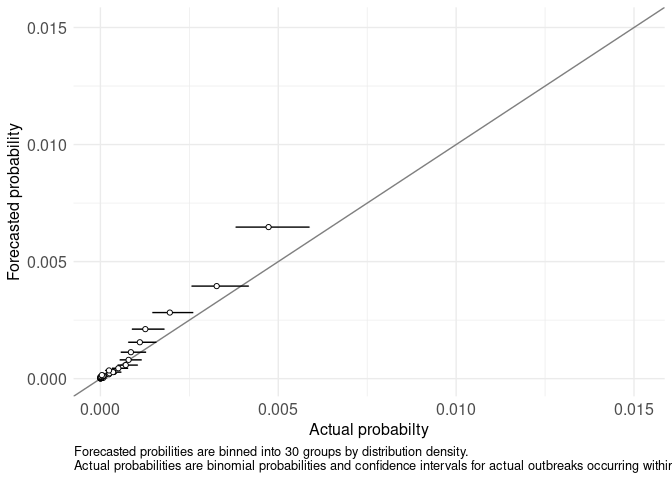 0.015
0.010
0.005
0.000
Forecasted probability
0.000 0.005 0.010 0.015
Actual probabilty
Forecasted probilities are binned into 30 groups by distribution density.
Actual probabilities are binomial probabilities and confidence intervals for actual outbreaks occurring within